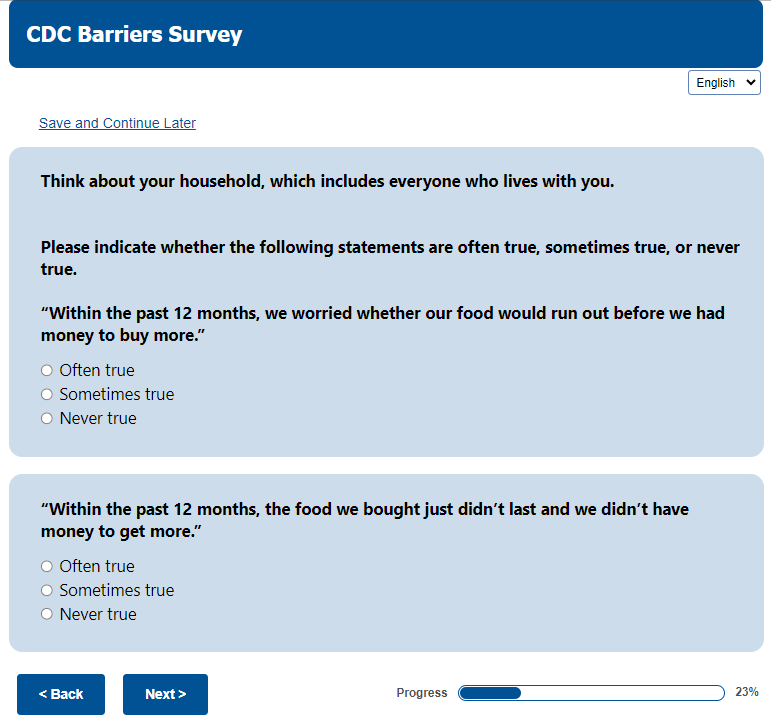 CDC Barriers Survey
English
Save and Continue Later
Think about your household, which includes everyone who lives with you.
Please indicate whether the following statements are often true, sometimes true, or never
true.
“Within the past 12 months, we worried whether our food would run out before we had
money to buy more.”
Often true
Sometimes true
Never true
“Within the past 12 months, the food we bought just didn’t last and we didn’t have
money to get more.”
Often true
Sometimes true
Never true
< Back
Next >
Progress
23%